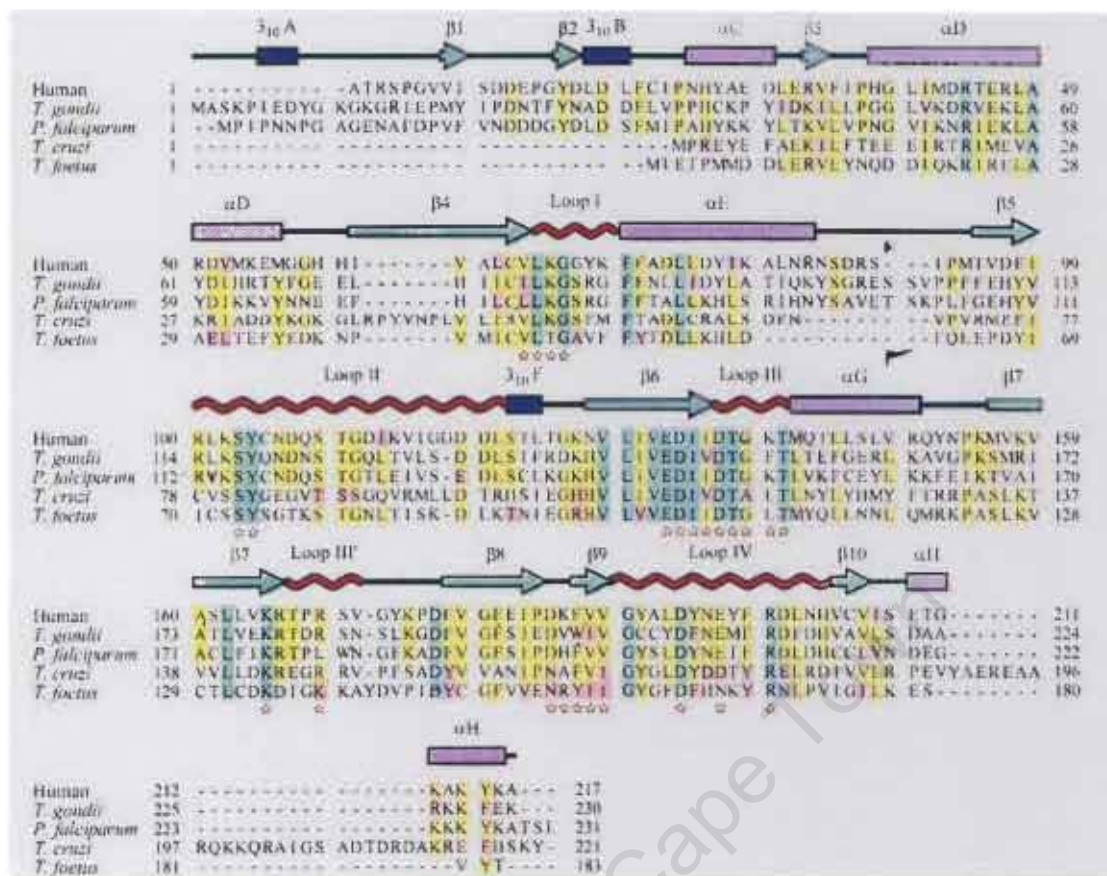 3₁₀ A β1 β2 3₁₀ B αC β3 αD
Human 1 - - - - - - - - - - - - ATRSPGVVI SDDEPGYDLD LFCIPNHYAE DLERVFIPHG LIMDRTERLA 49
T. gondii 1 MASKPIEDYG KGKGRIEPMY IPDNTFYNAD DELVPPHCKP YIDKILLPGG LVKDRVEKLA 60
P. falciparum 1 --MPIPNNPG AGENAFDPVF VNDDDGYDLD SFMIPAHYKK YLTKVLVPNG VIKNRIEKLA 58
T. cruzi 1 MPREYEF AEKILFTEE EIRTRIMEVA 26
T. foetus 1 MTETPMMDD LERVLYNQDD IQKRIRELA 28
αD β4 Loop I αE β5
Human 50 RDVMKEMGGH HI - - - - - - - V ALCVLKGGYK FFADLLDYIK ALNRNSDRS - IPMTVDFI 99
T. gondii 61 YDIHRTYFGE EL - - - - - - - H IICILKGSRG FFNLLIDYLA TIQKYSGRES SVPPFFEHYV 113
P. falciparum 59 YDIKKVYNNE EF - - - - - - - H ILCLLKGSRG FFTALLKHLS RIHNYSAVET SKPLFGEHYV 111
T. cruzi 27 KRIADDYKGK GLRPYVNPLV LISVLKGSFM FTADLCRALS DFN - - - - - - - VPVRMEFI 77
T. foetus 29 AELTEFYEDK NP - - - - - - - V MICVLTGAVF FYTDLLKHLD FQLEPDYI 69
Loop II 3₁₀ F β6 Loop III αG β7
Human 100 RLKSYCNDQS TGDIKVIGGD DLSTLTGKNV LIVEDIIDTG KTMQTLLSLV RQYNPKMVKV 159
T. gondii 114 RLKSYQNDNS TGQLTVLS-D DLSIFRDKHV LIVEDIVDTG FTLTEFGERL KAVGPKSMRI 172
P. falciparum 112 RVKSYCNDQS TGTLEIVS-E DLSCLKGKHV LIVEDIIDTG KTLVKFCEYL KKFEIKTVAI 170
T. cruzi 78 CVSSYGEGVT SSGQVRMLLD TRHSIEGHHV LIVEDIVDTA LTLNYLYHMY FTRRPASLKT 137
T. foetus 70 ICSSYSGTKS TGNLTISK-D LKTNIEGRHV LVVEDIIDTG LTMYQLLNNL QMRKPASLKV 128
β7 Loop III' β8 β9 Loop IV β10 αH
Human 160 ASLLVKRTPR SV-GYKPDFV GFEIPDKFVV GYALDYNEYF RDLNHVCVIS ETG - - - - - - - 211
T. gondii 173 ATLVEKRTDR SN-SLKGDFV GFSIEDVWIV GCCYDFNEMF RDFDHVAVLS DAA - - - - - - - 224
P. falciparum 171 ACLFIKRTPL WN-GFKADFV GFSIPDHFVV GYSLDYNEIF RDLDHCCLVN DEG - - - - - - - 222
T. cruzi 138 VVLLDKREGR RV-PFSADYV VANIPNAFVI GYGLDYDDTY RELRDVVVLR PEVYAEREAA 196
T. foetus 129 CTLCDKDIGK KAYDVPIDYC GFVVENRYII GYGFDFHNKY RNLPVIGILK ES - - - - - - - 180
αH
Human 212 KAK YKA 217
T. gondii 225 RKK FEK 230
P. falciparum 223 KKK YKATSL 231
T. cruzi 197 RQKKQRAIGS ADTDRDAKRE FHSKY- 221
T. foetus 181 V YT 183
Cape Town